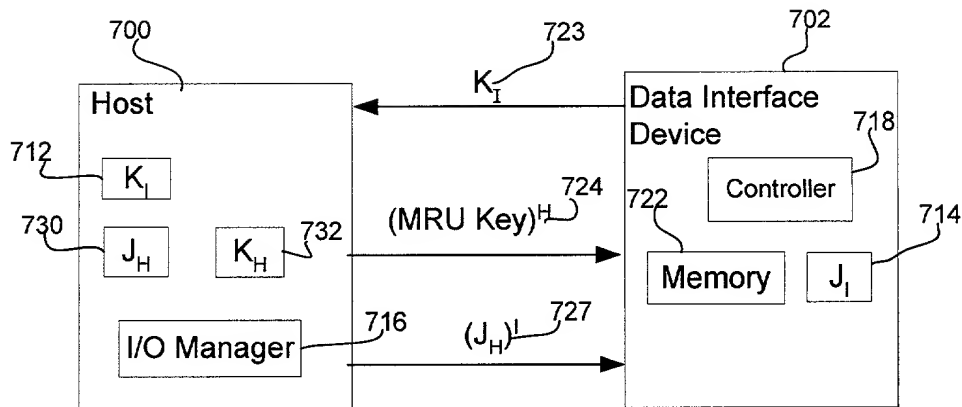 700
702
723
K_I
Host
Data Interface
Device
712
K_I
718
Controller
(MRU Key)^H
724
722
714
730
J_H
K_H
732
Memory
J_I
I/O Manager
716
(J_H)^I
727